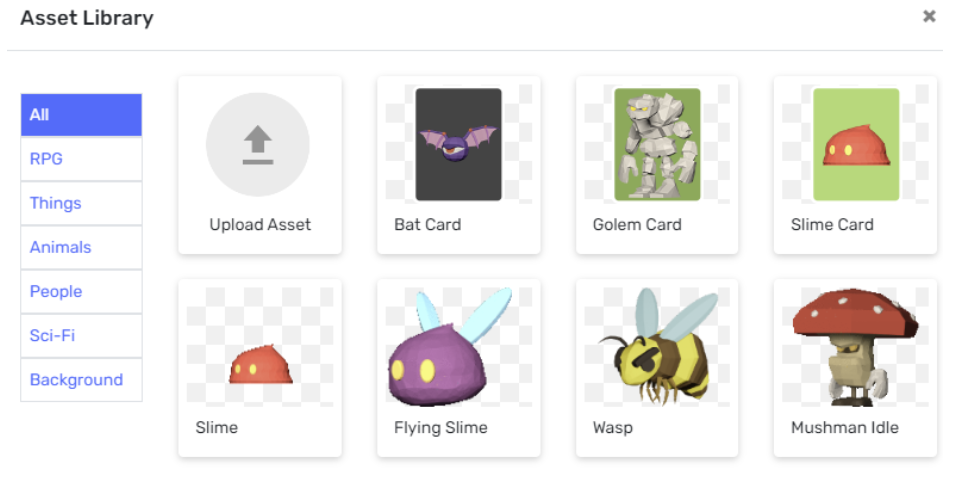 Asset Library
All
RPG
Things
Animals
People
Sci-Fi
Background
Upload Asset
Bat Card
Golem Card
Slime Card
Slime
Flying Slime
Wasp
Mushman Idle